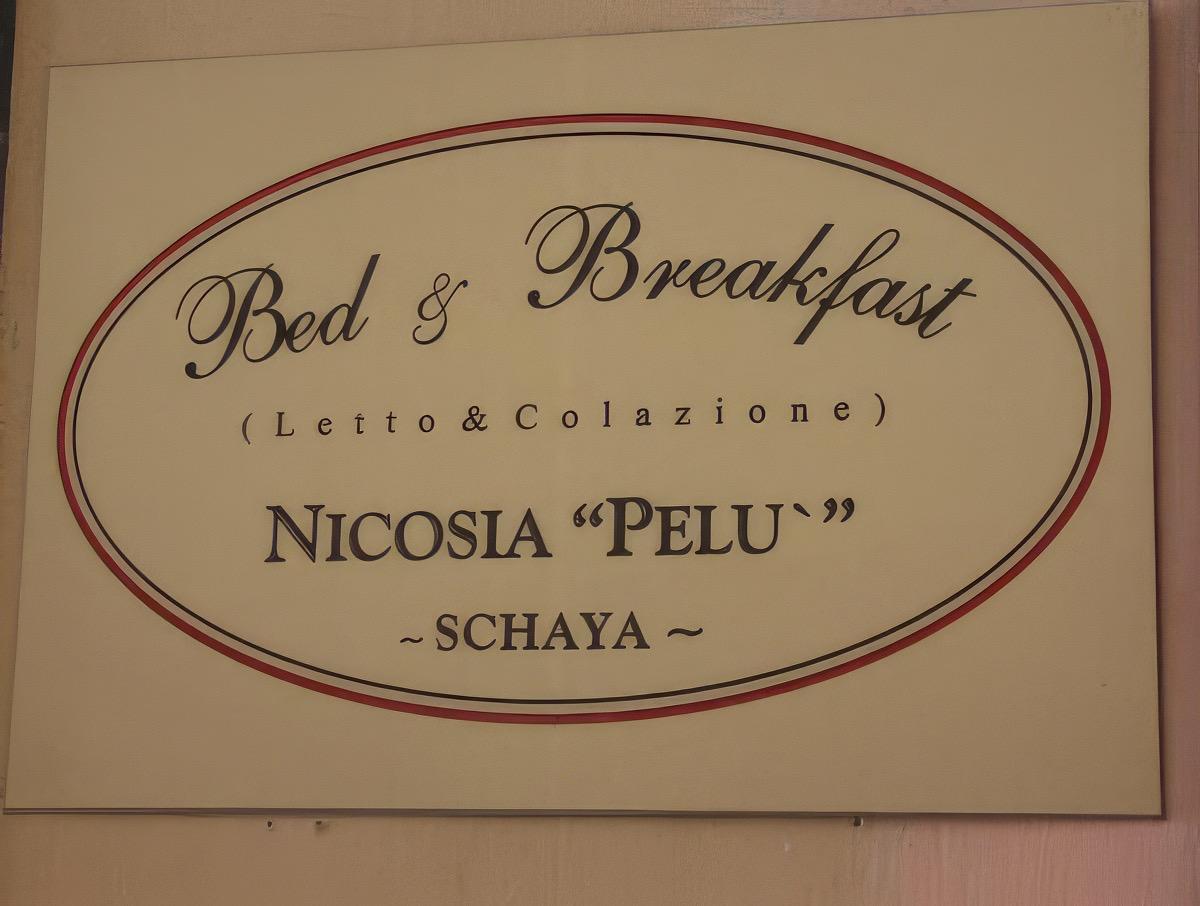 Bed & Breakfast
(Letto & Colazione)
NICOSIA “PELU`”
~ SCHAYA ~